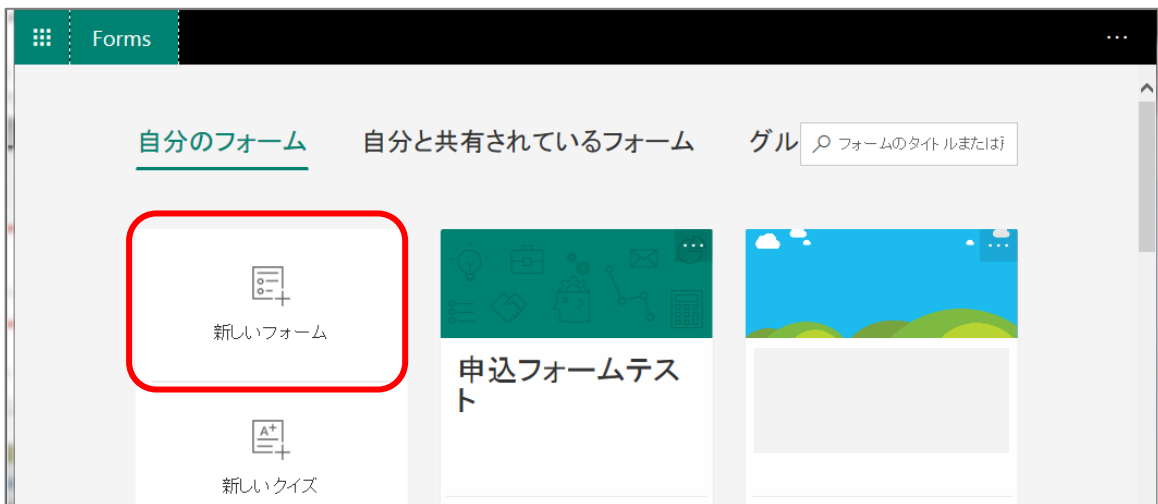 Forms
自分のフォーム 自分と共有されているフォーム グル
フォームのタイトルまたは
新しいフォーム
申込フォームテス
ト
A+
新しいクイズ